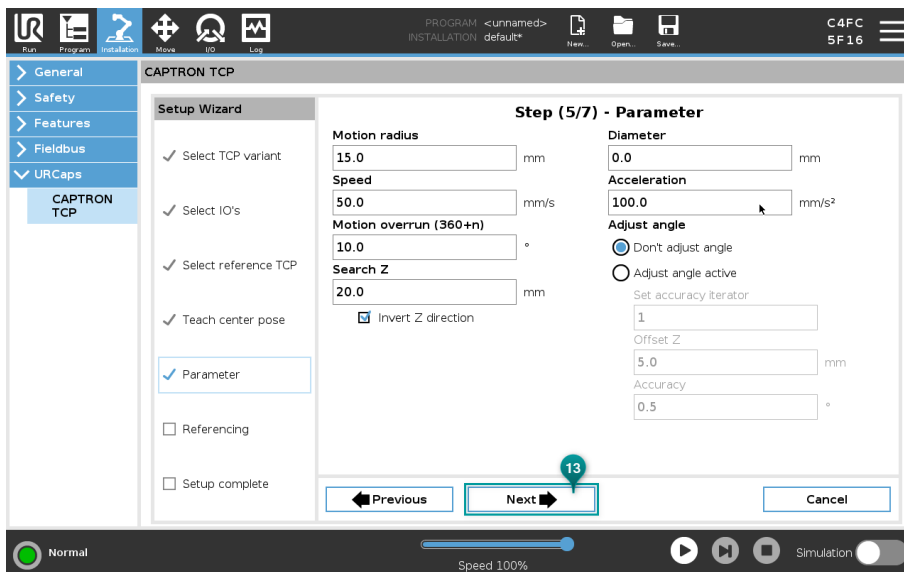 UR
PROGRAM <unnamed>
INSTALLATION default*
C4FC
5F16
Run
Program
Installation
Move
I/O
Log
New...
Open...
Save...
General
Safety
Features
Fieldbus
URCaps
CAPTRON
TCP
CAPTRON TCP
Setup Wizard
Select TCP variant
Select IO's
Select reference TCP
Teach center pose
Parameter
Referencing
Setup complete
Step (5/7) - Parameter
Motion radius
15.0 mm
Speed
50.0 mm/s
Motion overrun (360+n)
10.0 °
Search Z
20.0 mm
Invert Z direction
Diameter
0.0 mm
Acceleration
100.0 mm/s²
Adjust angle
Don't adjust angle
Adjust angle active
Set accuracy iterator
1
Offset Z
5.0 mm
Accuracy
0.5 °
13
Previous
Next
Cancel
Normal
Speed 100%
Simulation